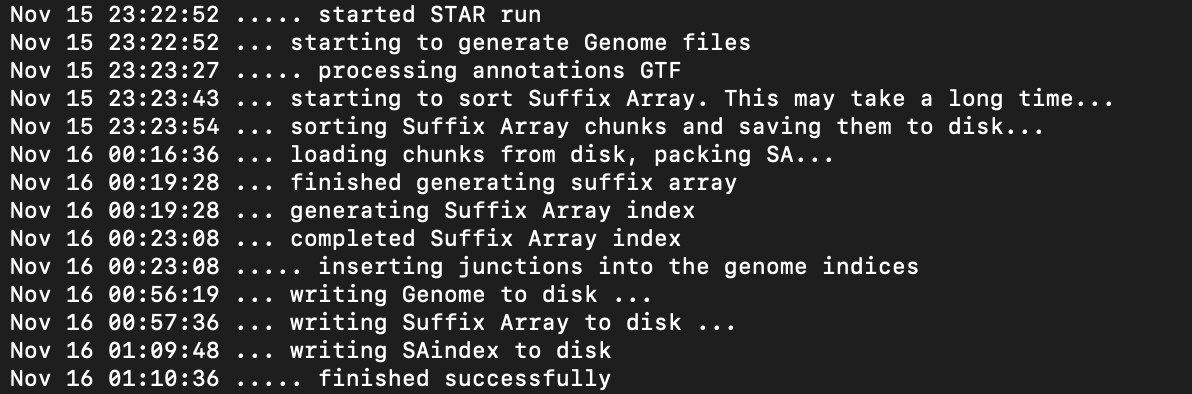 Nov 15 23:22:52 ..... started STAR run
Nov 15 23:22:52 ... starting to generate Genome files
Nov 15 23:23:27 ..... processing annotations GTF
Nov 15 23:23:43 ... starting to sort Suffix Array. This may take a long time...
Nov 15 23:23:54 ... sorting Suffix Array chunks and saving them to disk...
Nov 16 00:16:36 ... loading chunks from disk, packing SA...
Nov 16 00:19:28 ... finished generating suffix array
Nov 16 00:19:28 ... generating Suffix Array index
Nov 16 00:23:08 ... completed Suffix Array index
Nov 16 00:23:08 ..... inserting junctions into the genome indices
Nov 16 00:56:19 ... writing Genome to disk ...
Nov 16 00:57:36 ... writing Suffix Array to disk ...
Nov 16 01:09:48 ... writing SAindex to disk
Nov 16 01:10:36 ..... finished successfully